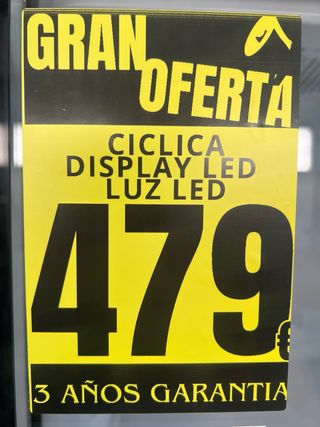 GRAN
OFERTA
CICLICA
DISPLAY LED
LUZ LED
479€
3 AÑOS GARANTIA